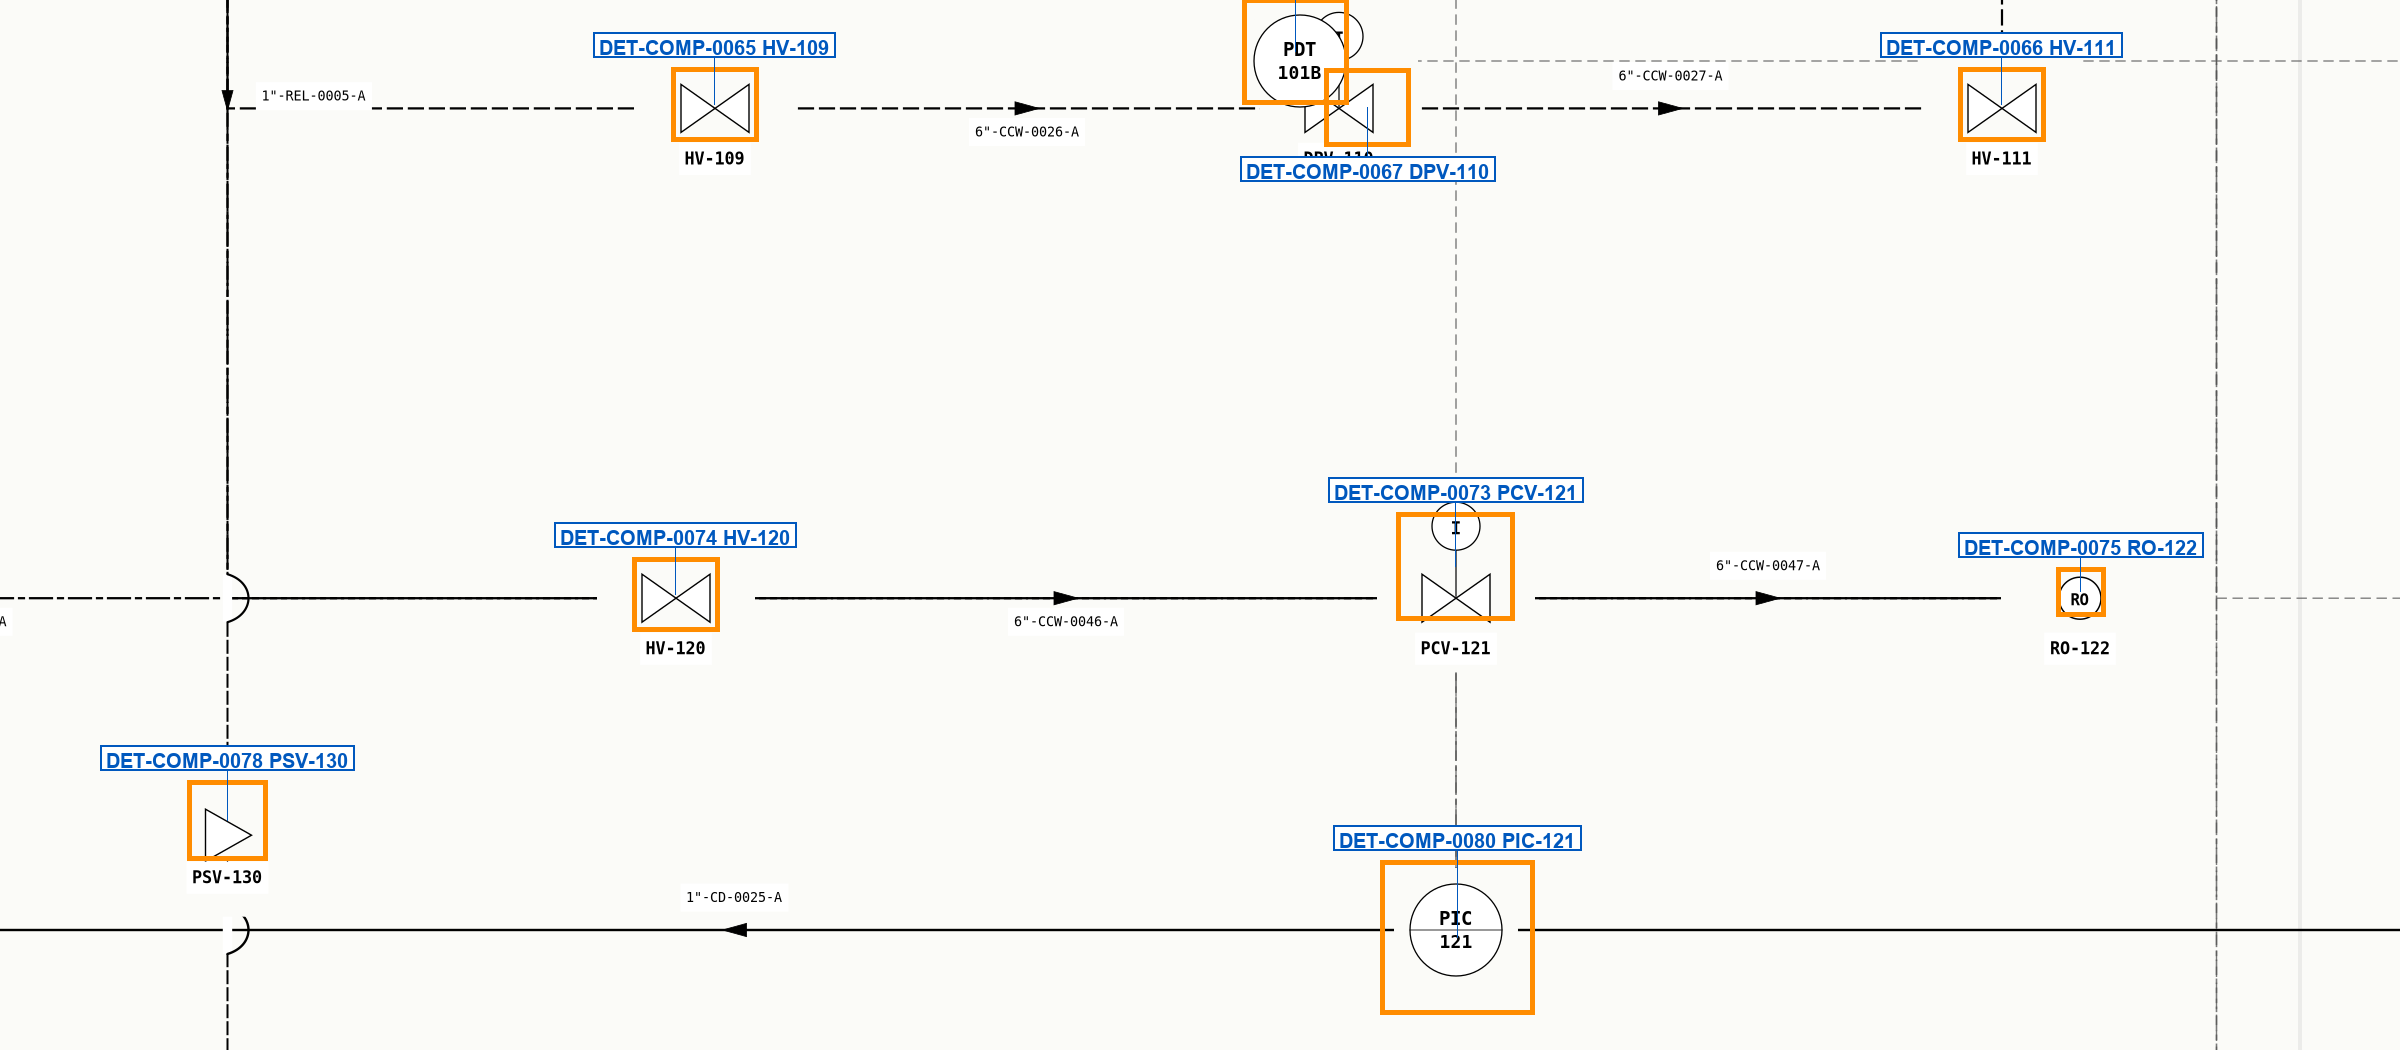 DET-COMP-0065 HV-109
DET-COMP-0066 HV-111
PDT
101B
1"-REL-0005-A
6"-CCW-0027-A
6"-CCW-0026-A
HV-109
HV-111
DET-COMP-0067 DPV-110
DET-COMP-0073 PCV-121
I
DET-COMP-0074 HV-120
DET-COMP-0075 RO-122
6"-CCW-0047-A
RO
A
6"-CCW-0046-A
HV-120
PCV-121
RO-122
DET-COMP-0078 PSV-130
PSV-130
DET-COMP-0080 PIC-121
1"-CD-0025-A
PIC
121